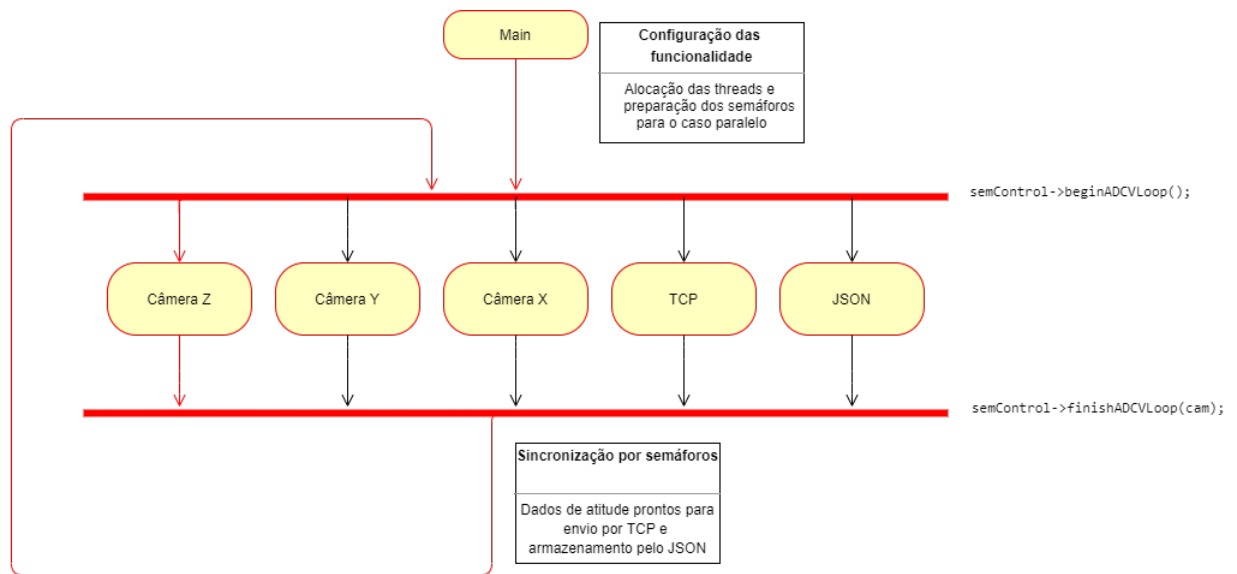 Main
Configuração das
funcionalidade
Alocação das threads e
preparação dos semáforos
para o caso paralelo
semControl->beginADCVLoop();
Câmera Z
Câmera Y
Câmera X
TCP
JSON
semControl->finishADCVLoop(cam);
Sincronização por semáforos
Dados de atitude prontos para
envio por TCP e
armazenamento pelo JSON